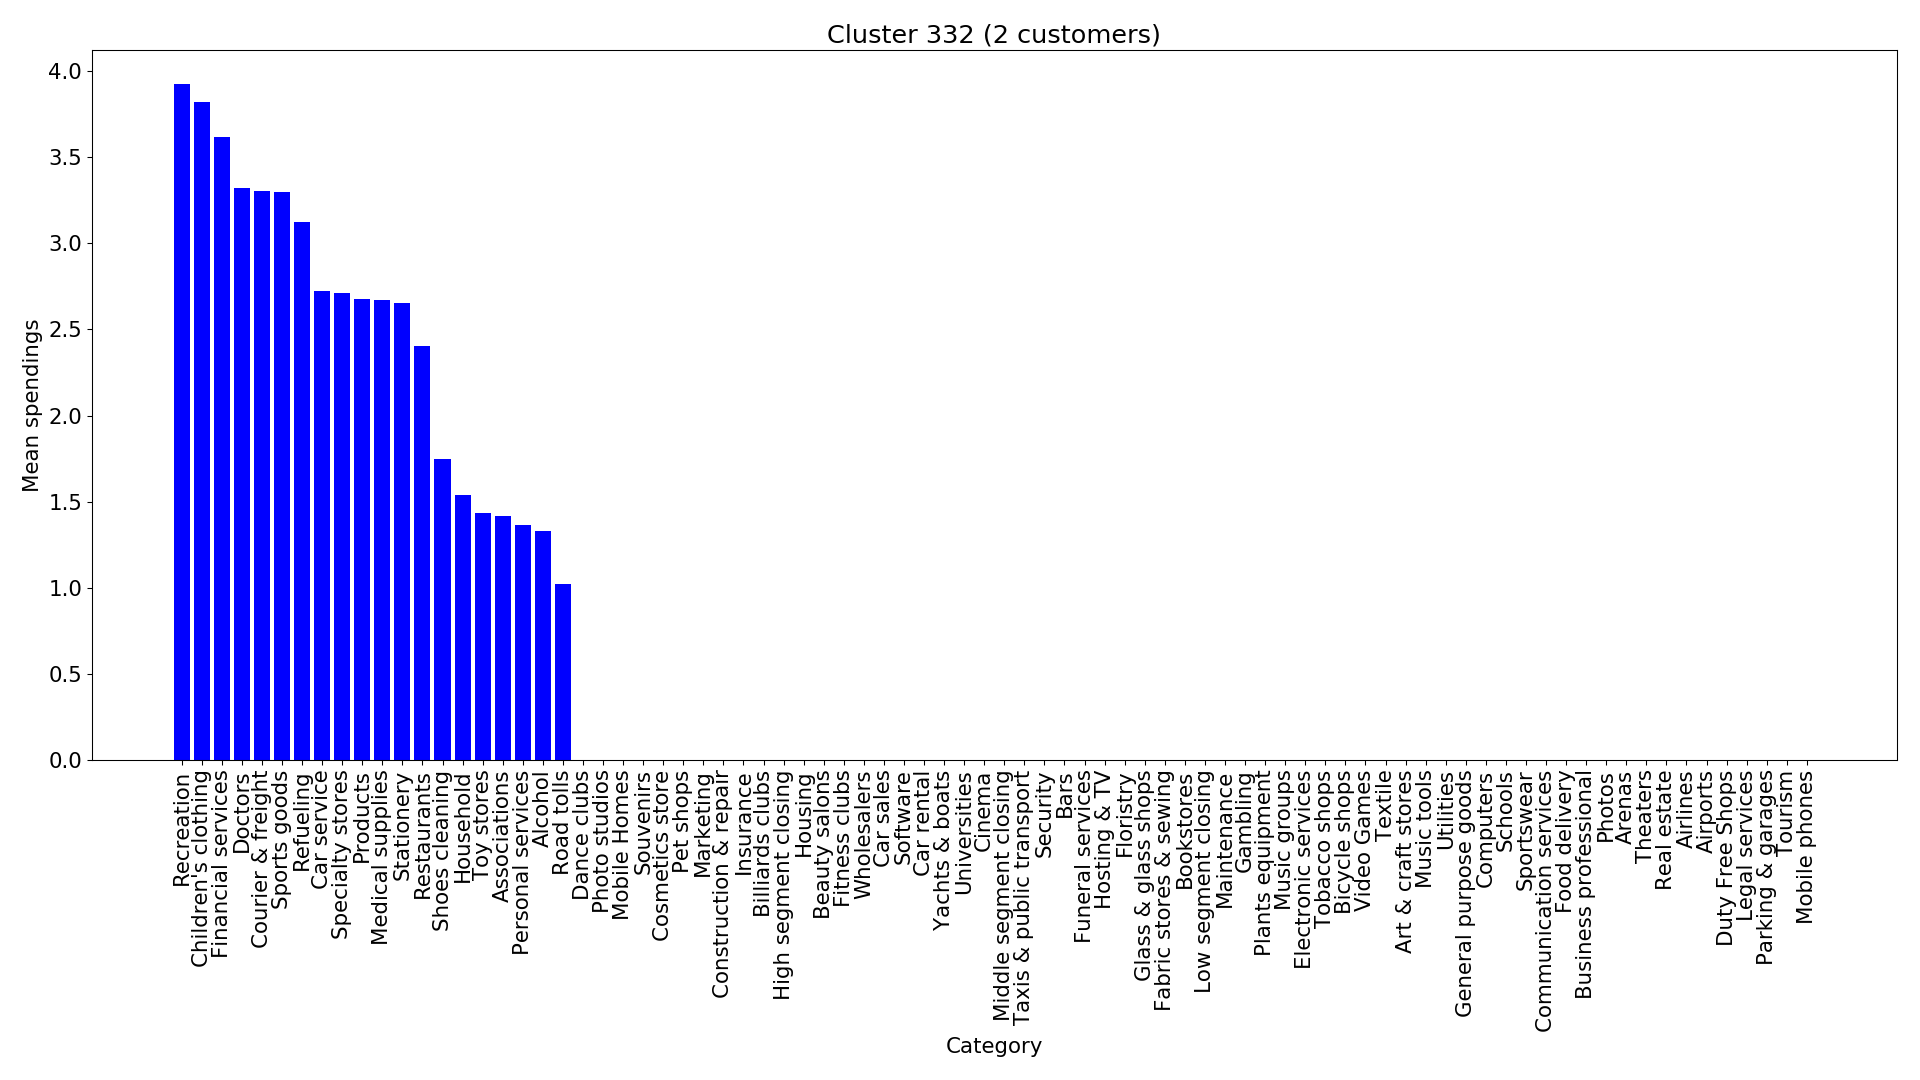 Cluster 332 (2 customers)
Mean spendings
4.0
3.5
3.0
2.5
2.0
1.5
1.0
0.5
0.0
Recreation
Children's clothing
Financial services
Doctors
Courier & freight
Sports goods
Refueling
Car service
Specialty stores
Products
Medical supplies
Stationery
Restaurants
Shoes cleaning
Household
Toy stores
Associations
Personal services
Alcohol
Road tolls
Dance clubs
Photo studios
Mobile Homes
Souvenirs
Cosmetics store
Pet shops
Marketing
Construction & repair
Insurance
Billiards clubs
High segment closing
Housing
Beauty salons
Fitness clubs
Wholesalers
Car sales
Software
Car rental
Yachts & boats
Universities
Cinema
Middle segment closing
Taxis & public transport
Security
Bars
Funeral services
Hosting & TV
Floristry
Glass & glass shops
Fabric stores & sewing
Bookstores
Low segment closing
Maintenance
Gambling
Plants equipment
Music groups
Electronic services
Tobacco shops
Bicycle shops
Video Games
Textile
Art & craft stores
Music tools
Utilities
General purpose goods
Computers
Schools
Sportswear
Communication services
Food delivery
Business professional
Photos
Arenas
Theaters
Real estate
Airlines
Airports
Duty Free Shops
Legal services
Parking & garages
Tourism
Mobile phones
Category